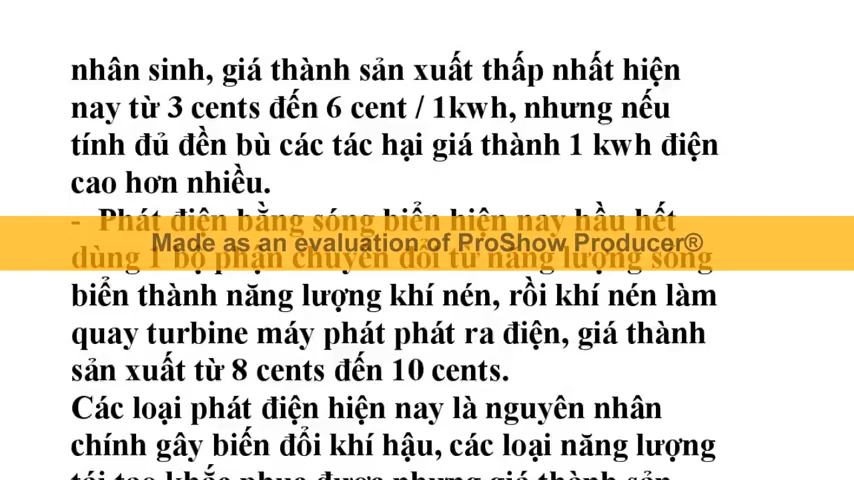 nhân sinh, giá thành sản xuất thấp nhất hiện
nay từ 3 cents đến 6 cent / 1kwh, nhưng nếu
tính đủ đền bù các tác hại giá thành 1 kwh điện
cao hơn nhiều.
- Phát điện bằng sóng biển hiện nay hầu hết
Made as an evaluation of ProShow Producer®
dùng 1 bộ phận chuyển đổi từ năng lượng sóng
biển thành năng lượng khí nén, rồi khí nén làm
quay turbine máy phát phát ra điện, giá thành
sản xuất từ 8 cents đến 10 cents.
Các loại phát điện hiện nay là nguyên nhân
chính gây biến đổi khí hậu, các loại năng lượng
tái tạo khắc phục được nhưng giá thành sản